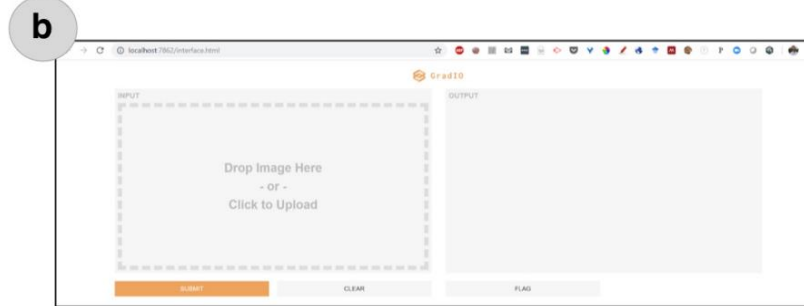 b
localhost:7862/interface.html
GradIO
INPUT
OUTPUT
Drop Image Here
- or -
Click to Upload
SUBMIT
CLEAR
FLAG